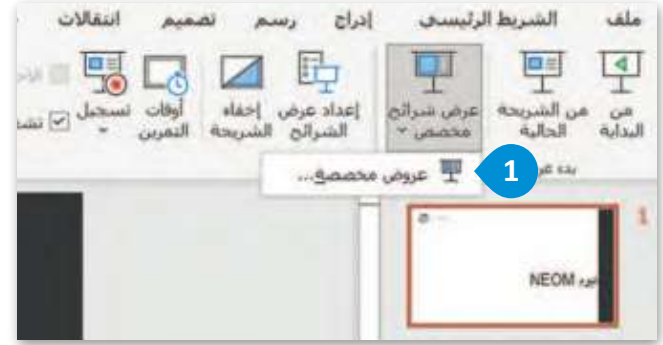 ملف الشريط الرئيسي إدراج رسم تصميم انتقالات
من البداية
من الشريحة الحالية
عرض شرائح مخصص
إعداد عرض الشرائح
إخفاء الشريحة
أوقات التمرين
تسجيل
بدء
عروض مخصصة...
1
1
نيوم NEOM